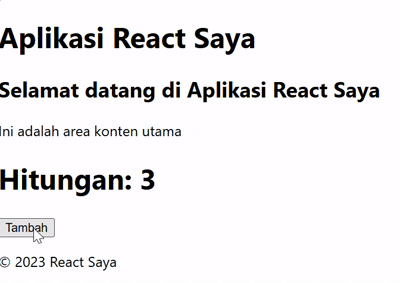 Aplikasi React Saya
Selamat datang di Aplikasi React Saya
Ini adalah area konten utama
Hitungan: 3
Tambah
© 2023 React Saya